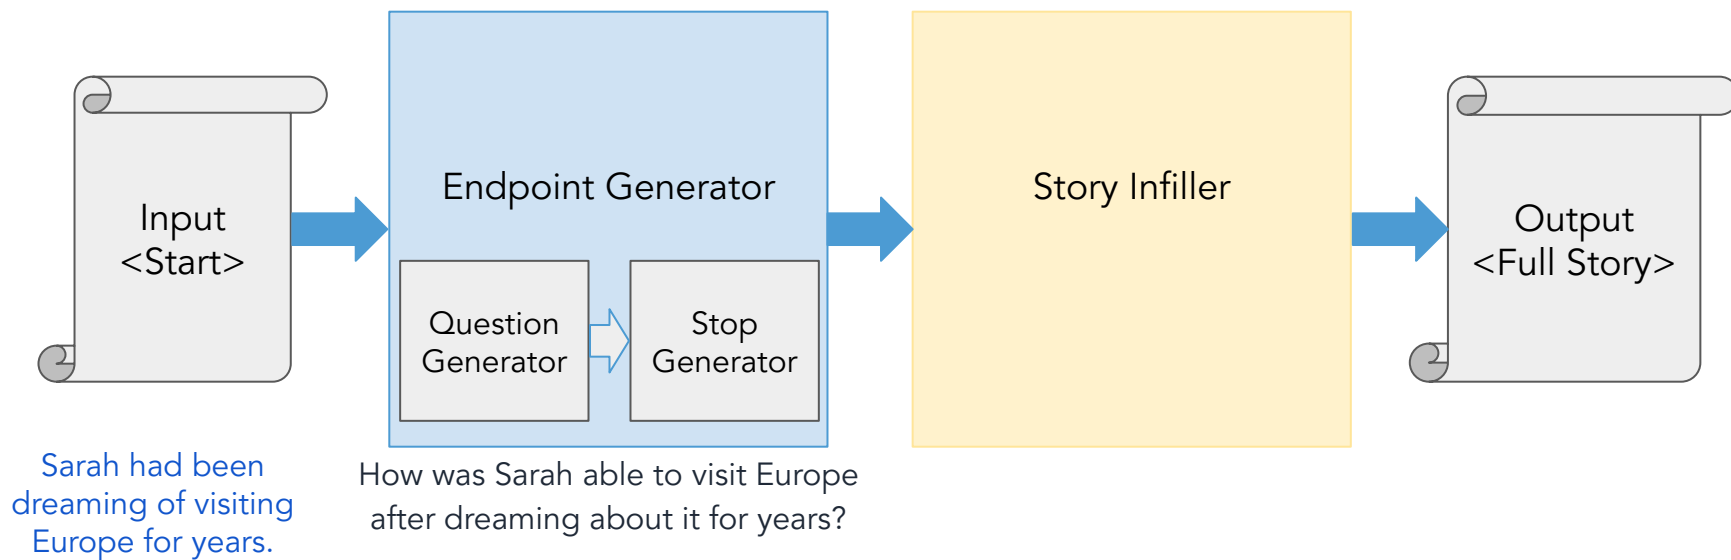 Input
<Start>
Endpoint Generator
Question
Generator
Stop
Generator
Story Infiller
Output
<Full Story>
Sarah had been
dreaming of visiting
Europe for years.
How was Sarah able to visit Europe
after dreaming about it for years?